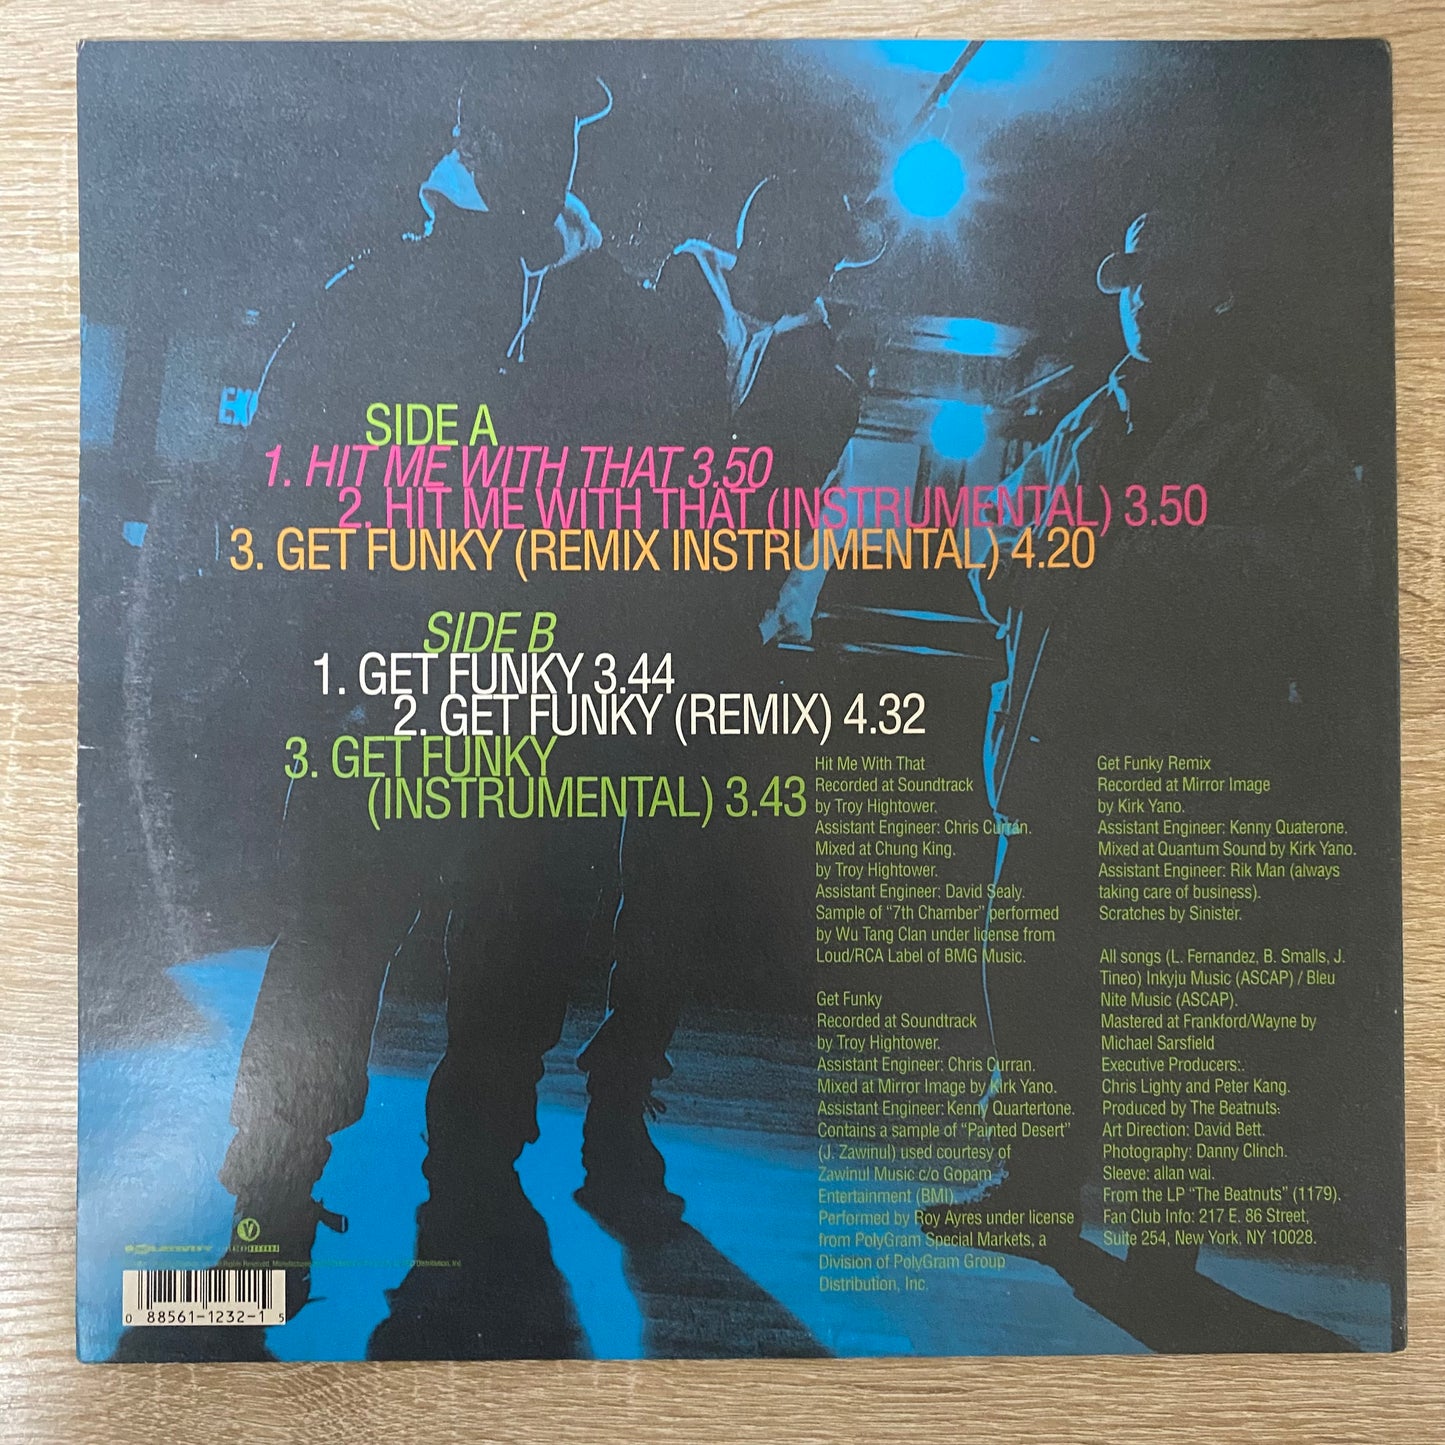 EXIT
SIDE A
1. HIT ME WITH THAT 3.50
2. HIT ME WITH THAT (INSTRUMENTAL) 3.50
3. GET FUNKY (REMIX INSTRUMENTAL) 4.20
SIDE B
1. GET FUNKY 3.44
2. GET FUNKY (REMIX) 4.32
3. GET FUNKY
(INSTRUMENTAL) 3.43
Hit Me With That
Recorded at Soundtrack
by Troy Hightower.
Assistant Engineer: Chris Curran.
Mixed at Chung King.
by Troy Hightower.
Assistant Engineer: David Sealy.
Sample of “7th Chamber” performed
by Wu Tang Clan under license from
Loud/RCA Label of BMG Music.
Get Funky
Recorded at Soundtrack
by Troy Hightower.
Assistant Engineer: Chris Curran.
Mixed at Mirror Image by Kirk Yano.
Assistant Engineer: Kenny Quartertone.
Contains a sample of “Painted Desert”
(J. Zawinul) used courtesy of
Zawinul Music c/o Gopam
Entertainment (BMI).
Performed by Roy Ayres under license
from PolyGram Special Markets, a
Division of PolyGram Group
Distribution, Inc.
Get Funky Remix
Recorded at Mirror Image
by Kirk Yano.
Assistant Engineer: Kenny Quaterone.
Mixed at Quantum Sound by Kirk Yano.
Assistant Engineer: Rik Man (always
taking care of business).
Scratches by Sinister.
All songs (L. Fernandez, B. Smalls, J.
Tineo) Inkyju Music (ASCAP) / Bleu
Nite Music (ASCAP).
Mastered at Frankford/Wayne by
Michael Sarsfield
Executive Producers:.
Chris Lighty and Peter Kang.
Produced by The Beatnuts.
Art Direction: David Bett.
Photography: Danny Clinch.
Sleeve: allan wai.
From the LP “The Beatnuts” (1179).
Fan Club Info: 217 E. 86 Street,
Suite 254, New York, NY 10028.
V
Distribution, Inc.
0 88561-1232-1 5